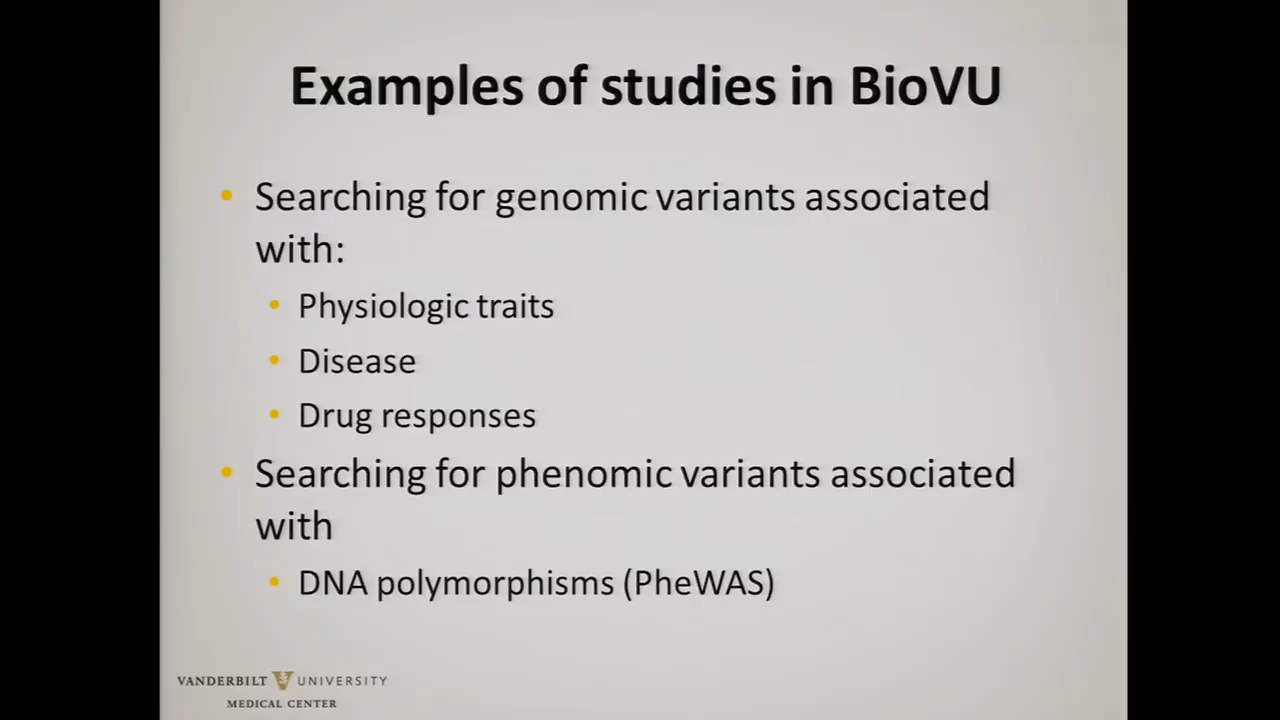 Examples of studies in BioVU
• Searching for genomic variants associated
with:
• Physiologic traits
• Disease
• Drug responses
• Searching for phenomic variants associated
with
• DNA polymorphisms (PheWAS)
VANDERBILT V UNIVERSITY
MEDICAL CENTER